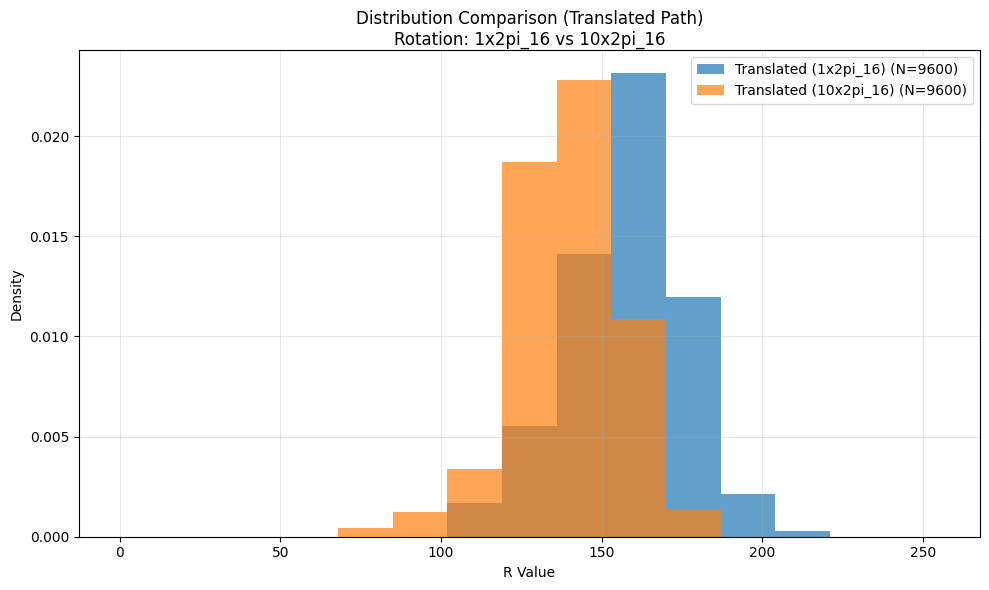 Distribution Comparison (Translated Path)
Rotation: 1x2pi_16 vs 10x2pi_16
Translated (1x2pi_16) (N=9600)
Translated (10x2pi_16) (N=9600)
Density
0.020
0.015
0.010
0.005
0.000
0 50 100 150 200 250
R Value